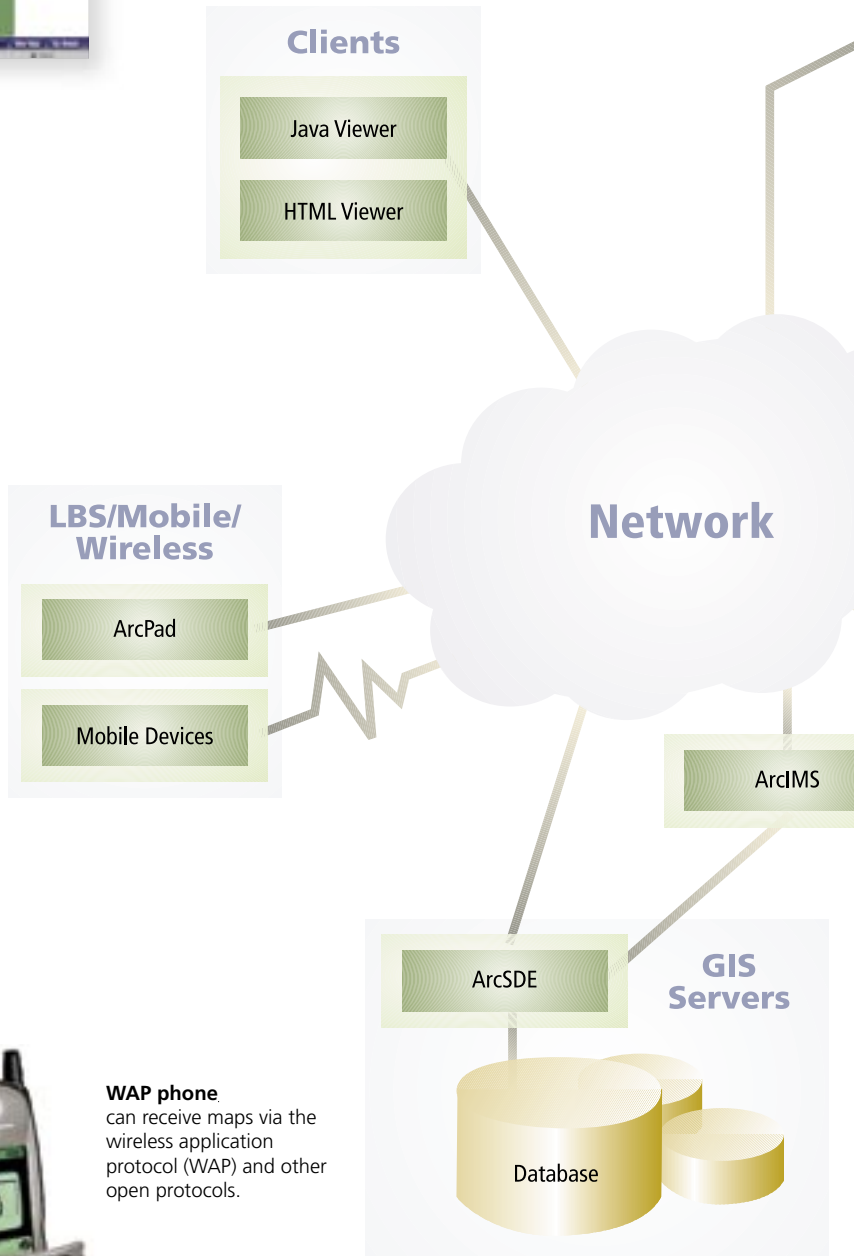 Clients
Java Viewer
HTML Viewer
Network
LBS/Mobile/
Wireless
ArcPad
Mobile Devices
ArcIMS
ArcSDE
GIS
Servers
Database
WAP phone
can receive maps via the
wireless application
protocol (WAP) and other
open protocols.